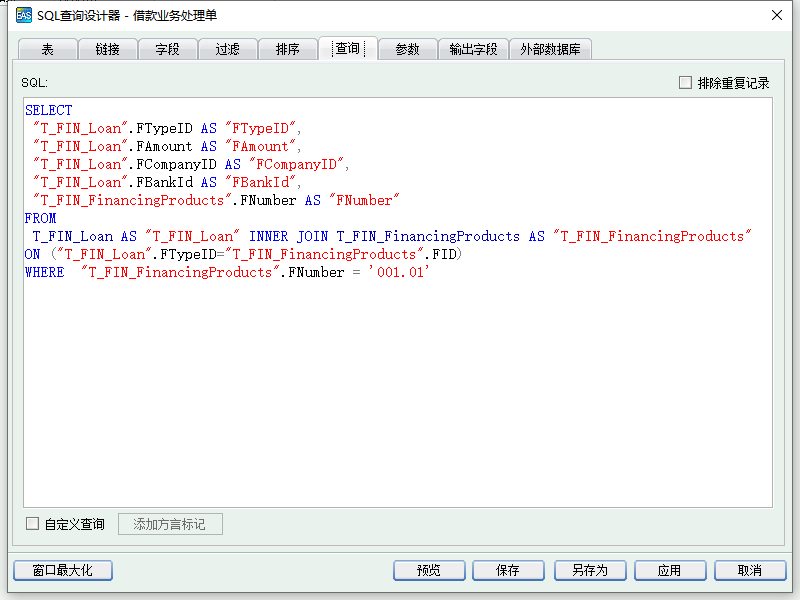 EAS SQL查询设计器 - 借款业务处理单
表 链接 字段 过滤 排序 查询 参数 输出字段 外部数据库
SQL: 排除重复记录
SELECT
"T_FIN_Loan".FTypeID AS "FTypeID",
"T_FIN_Loan".FAmount AS "FAmount",
"T_FIN_Loan".FCompanyID AS "FCompanyID",
"T_FIN_Loan".FBankId AS "FBankId",
"T_FIN_FinancingProducts".FNumber AS "FNumber"
FROM
T_FIN_Loan AS "T_FIN_Loan" INNER JOIN T_FIN_FinancingProducts AS "T_FIN_FinancingProducts"
ON ("T_FIN_Loan".FTypeID="T_FIN_FinancingProducts".FID)
WHERE "T_FIN_FinancingProducts".FNumber = '001.01'
自定义查询 添加方言标记
窗口最大化 预览 保存 另存为 应用 取消